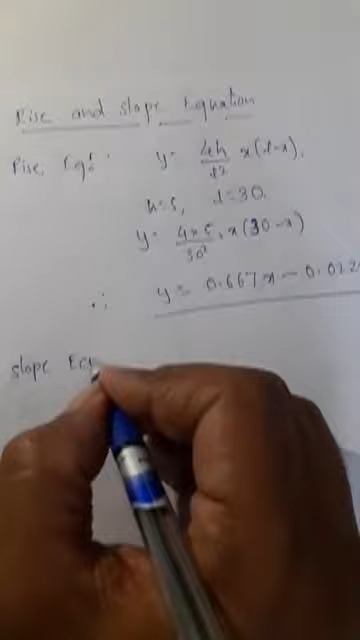 Rise and slope Equation
Rise Eqn: y = 4h/l² x(l-x),
h=5, l=30.
y = 4×5/30² · x(30-x)
∴ y = 0.667x - 0.022
slope Eq